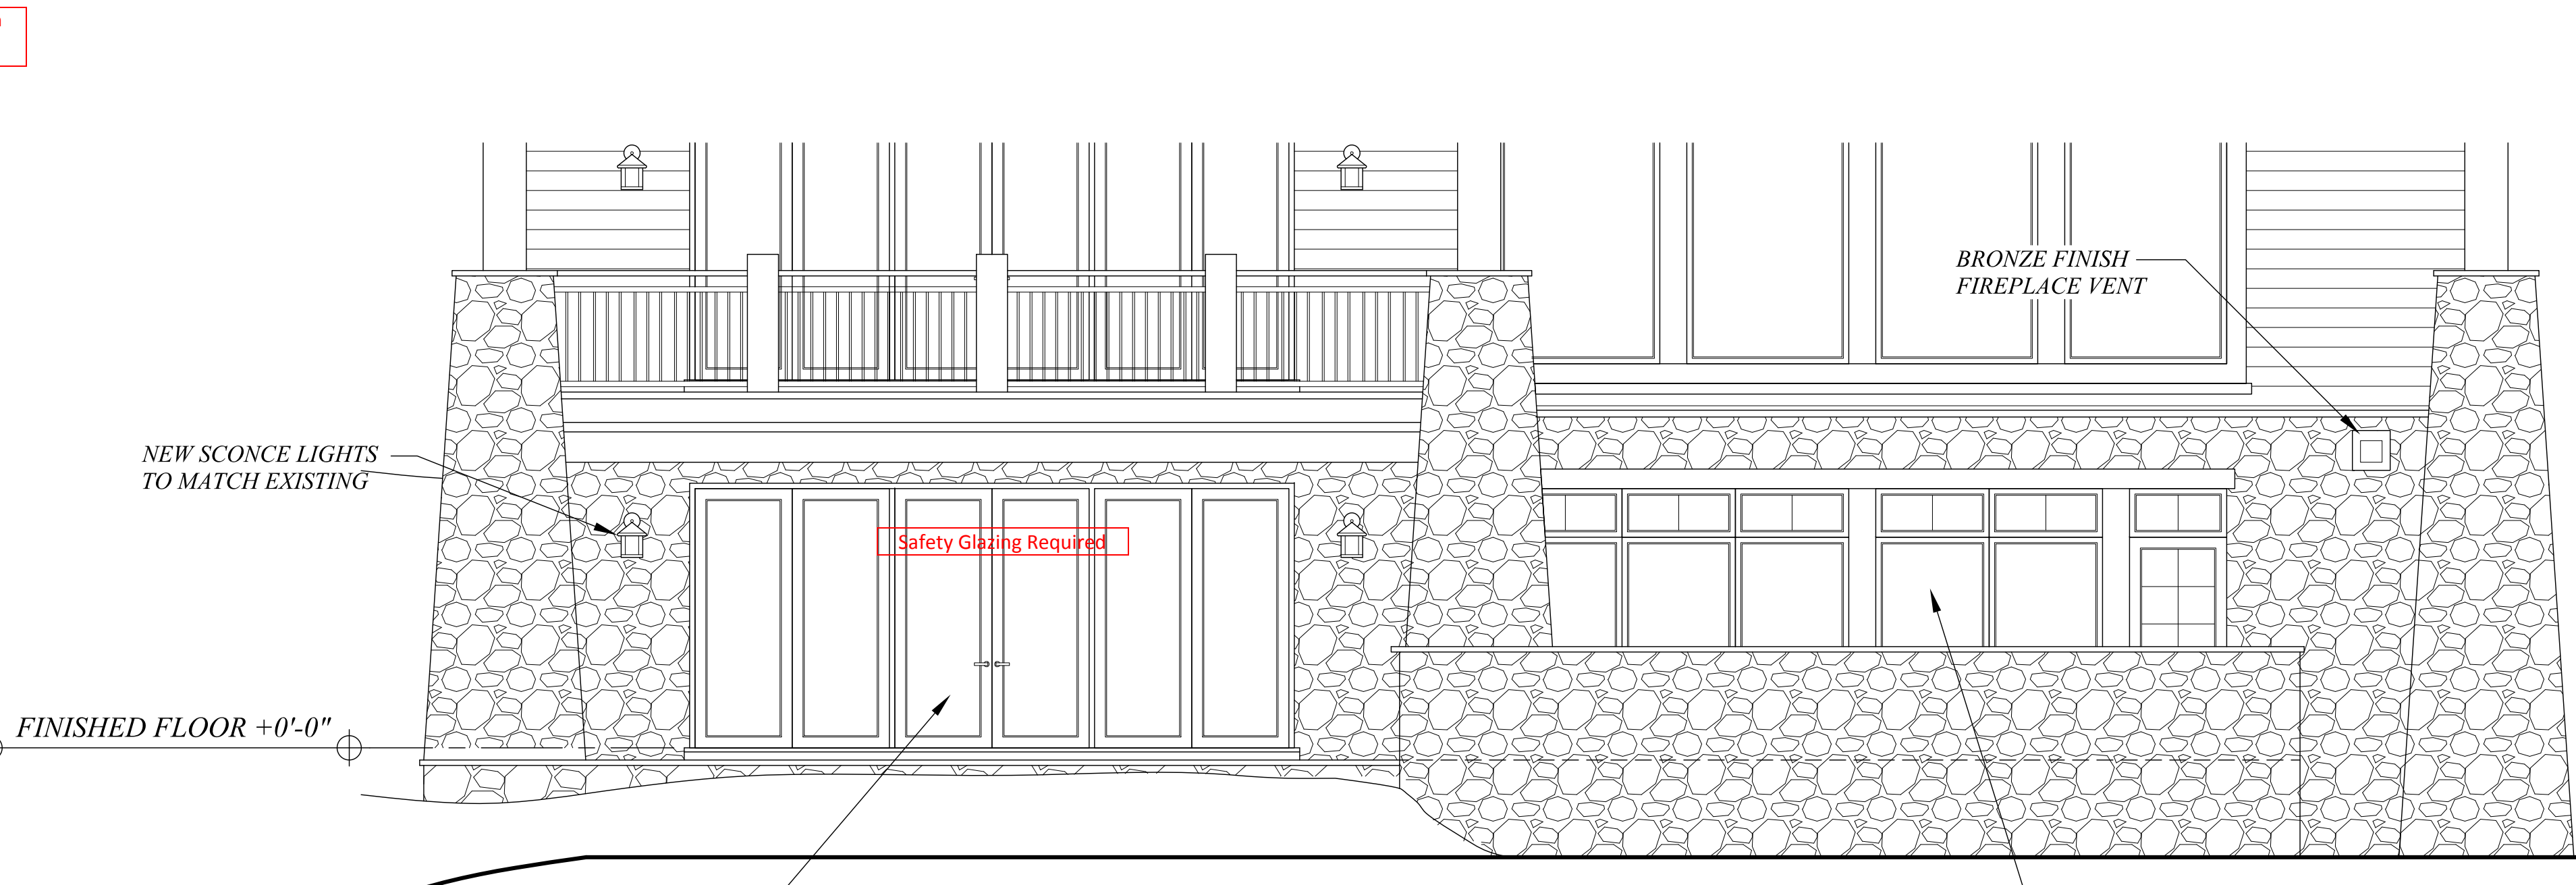 BRONZE FINISH
FIREPLACE VENT
NEW SCONCE LIGHTS
TO MATCH EXISTING
Safety Glazing Required
FINISHED FLOOR +0'-0"